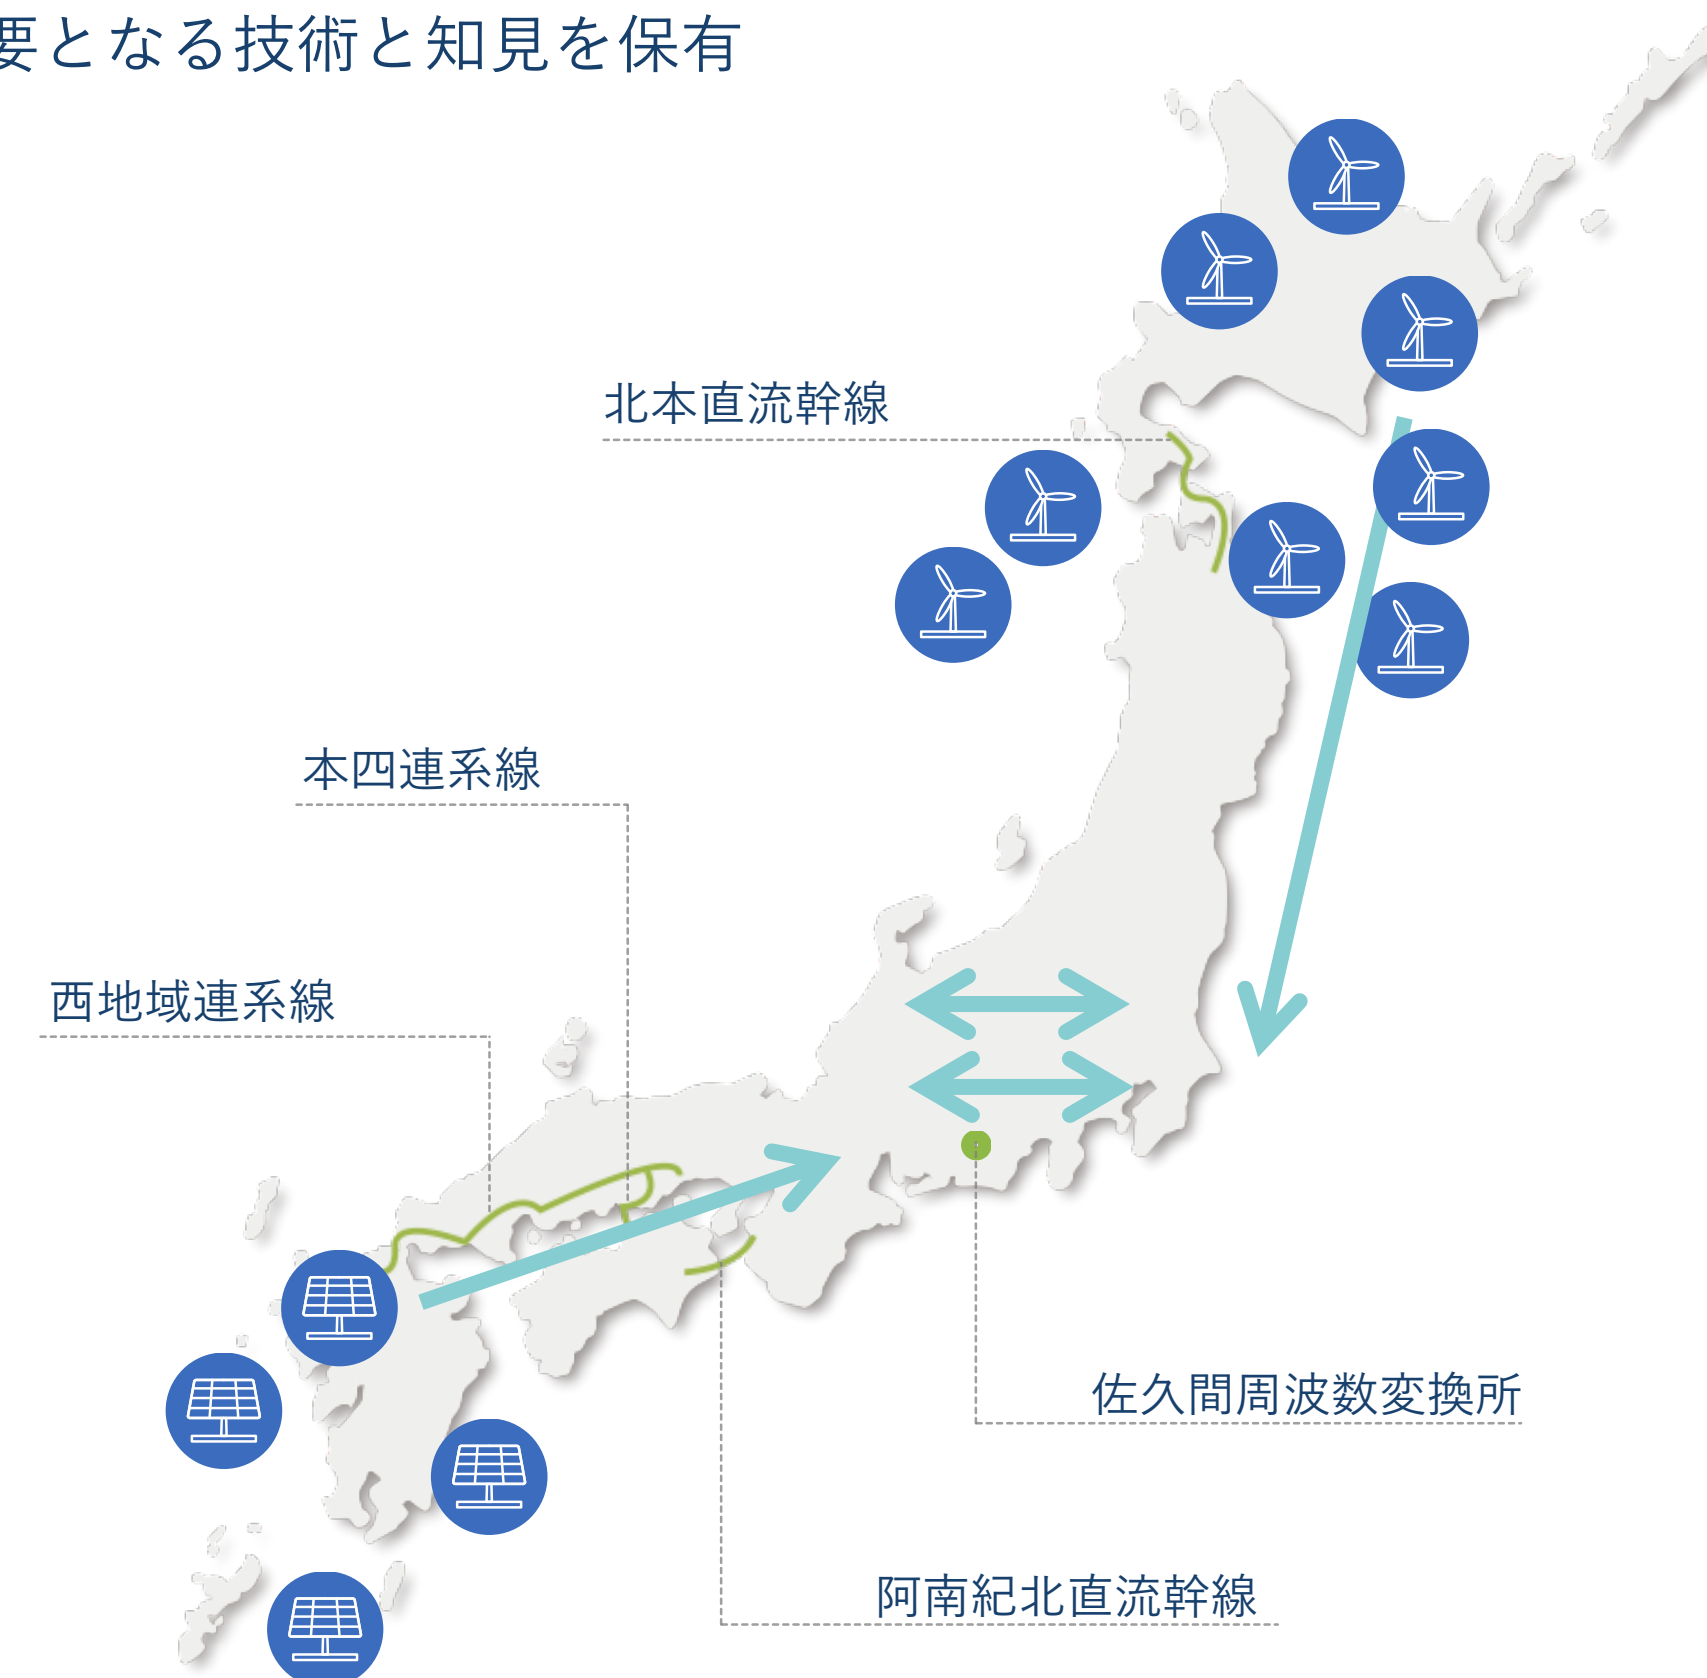 要となる技術と知見を保有
北本直流幹線
本四連系線
西地域連系線
佐久間周波数変換所
阿南紀北直流幹線